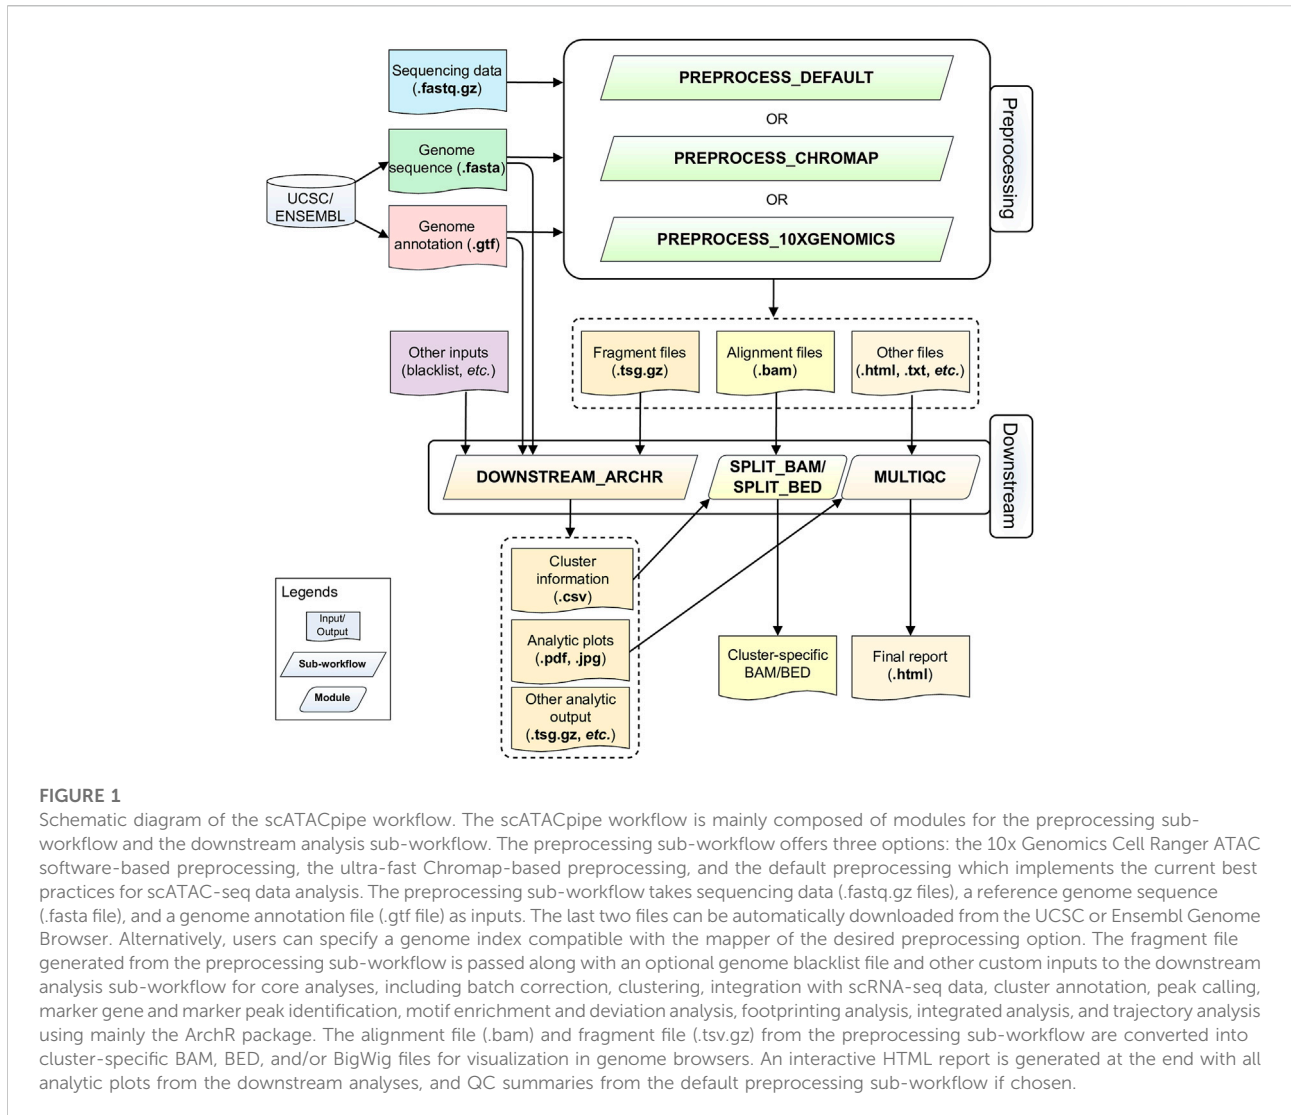 Sequencing data
(.fastq.gz)
Genome
sequence (.fasta)
UCSC/
ENSEMBL
Genome
annotation (.gtf)
PREPROCESS_DEFAULT
OR
PREPROCESS_CHROMAP
OR
PREPROCESS_10XGENOMICS
Preprocessing
Other inputs
(blacklist, etc.)
Fragment files
(.tsg.gz)
Alignment files
(.bam)
Other files
(.html, .txt, etc.)
DOWNSTREAM_ARCHR
SPLIT_BAM/
SPLIT_BED
MULTIQC
Downstream
Cluster
information
(.csv)
Analytic plots
(.pdf, .jpg)
Other analytic
output
(.tsg.gz, etc.)
Cluster-specific
BAM/BED
Final report
(.html)
Legends
Input/
Output
Sub-workflow
Module
FIGURE 1
Schematic diagram of the scATACpipe workflow. The scATACpipe workflow is mainly composed of modules for the preprocessing sub-
workflow and the downstream analysis sub-workflow. The preprocessing sub-workflow offers three options: the 10x Genomics Cell Ranger ATAC
software-based preprocessing, the ultra-fast Chromap-based preprocessing, and the default preprocessing which implements the current best
practices for scATAC-seq data analysis. The preprocessing sub-workflow takes sequencing data (.fastq.gz files), a reference genome sequence
(.fasta file), and a genome annotation file (.gtf file) as inputs. The last two files can be automatically downloaded from the UCSC or Ensembl Genome
Browser. Alternatively, users can specify a genome index compatible with the mapper of the desired preprocessing option. The fragment file
generated from the preprocessing sub-workflow is passed along with an optional genome blacklist file and other custom inputs to the downstream
analysis sub-workflow for core analyses, including batch correction, clustering, integration with scRNA-seq data, cluster annotation, peak calling,
marker gene and marker peak identification, motif enrichment and deviation analysis, footprinting analysis, integrated analysis, and trajectory analysis
using mainly the ArchR package. The alignment file (.bam) and fragment file (.tsv.gz) from the preprocessing sub-workflow are converted into
cluster-specific BAM, BED, and/or BigWig files for visualization in genome browsers. An interactive HTML report is generated at the end with all
analytic plots from the downstream analyses, and QC summaries from the default preprocessing sub-workflow if chosen.